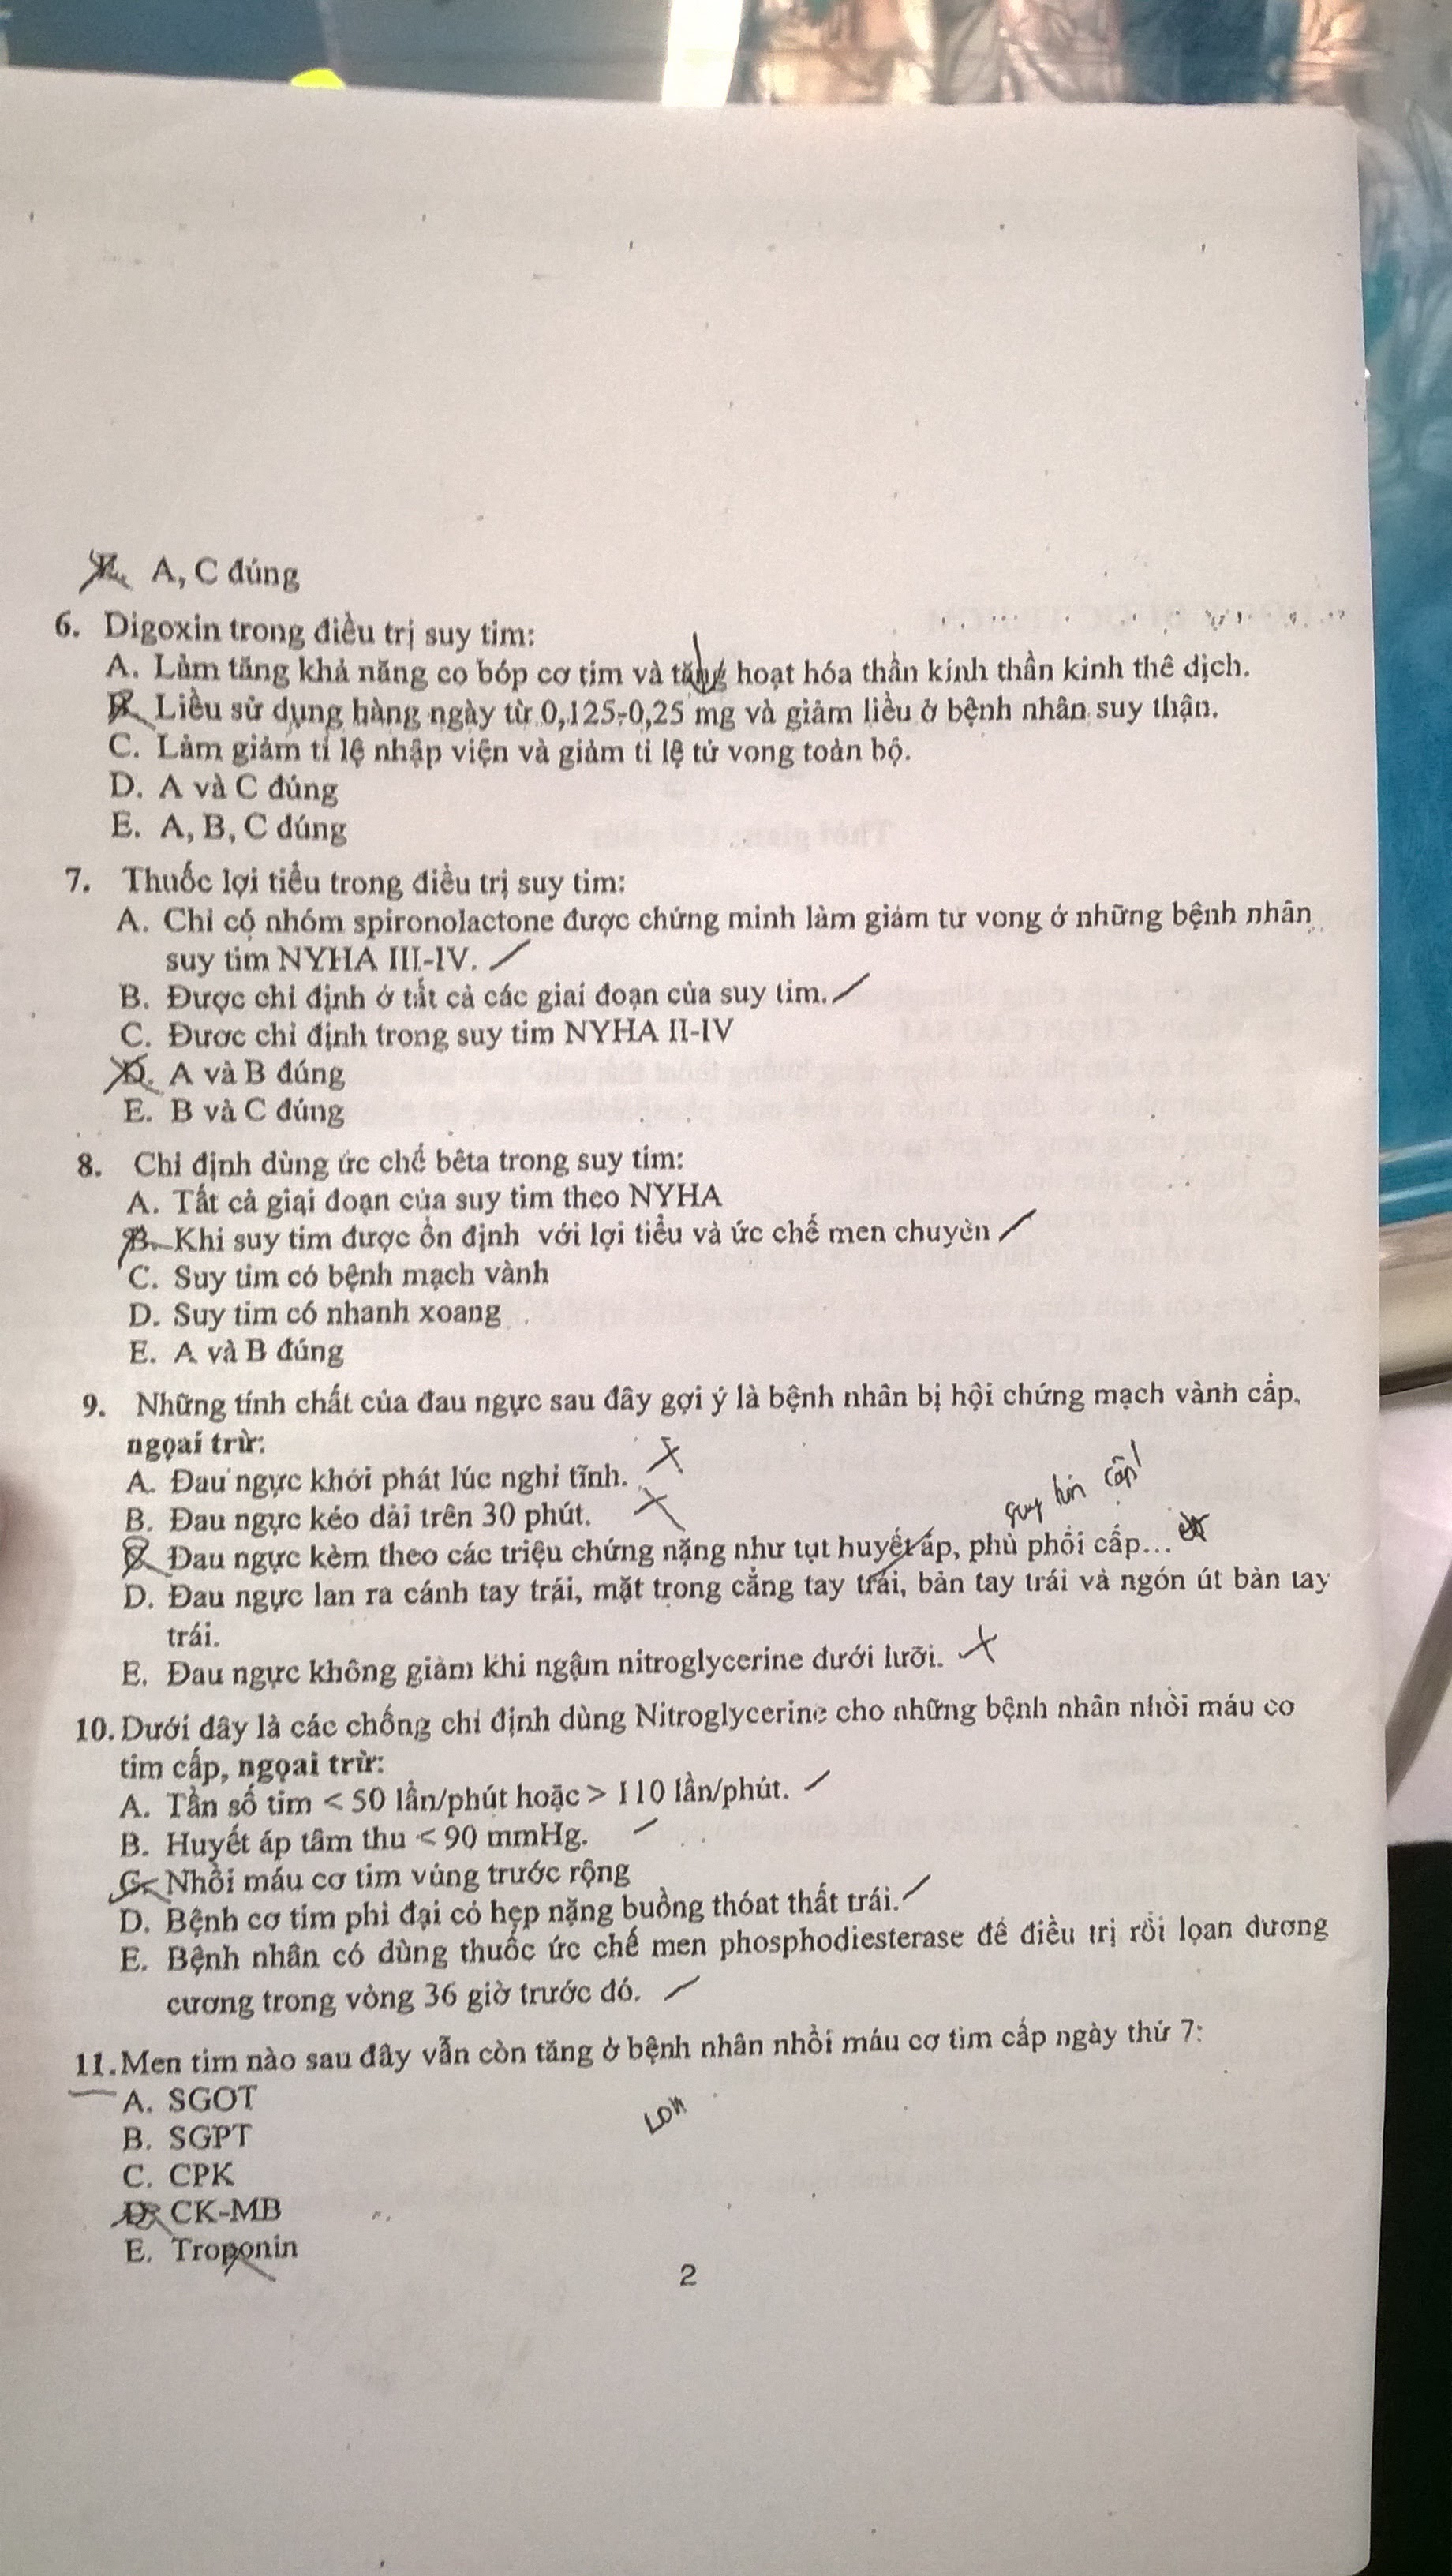 E. A, C đúng
6. Digoxin trong điều trị suy tim:
A. Làm tăng khả năng co bóp cơ tim và tăng hoạt hóa thần kinh thần kinh thê dịch.
B. Liều sử dụng hàng ngày từ 0,125-0,25 mg và giảm liều ở bệnh nhân suy thận.
C. Làm giảm tỉ lệ nhập viện và giảm tỉ lệ tử vong toàn bộ.
D. A và C đúng
E. A, B, C đúng
7. Thuốc lợi tiểu trong điều trị suy tim:
A. Chỉ có nhóm spironolactone được chứng minh làm giảm tử vong ở những bệnh nhân
suy tim NYHA III-IV.
B. Được chỉ định ở tất cả các giai đoạn của suy tim.
C. Được chỉ định trong suy tim NYHA II-IV
D. A và B đúng
E. B và C đúng
8. Chỉ định dùng ức chế bêta trong suy tim:
A. Tất cả giai đoạn của suy tim theo NYHA
B. Khi suy tim được ổn định với lợi tiểu và ức chế men chuyển
C. Suy tim có bệnh mạch vành
D. Suy tim có nhanh xoang
E. A và B đúng
9. Những tính chất của đau ngực sau đây gợi ý là bệnh nhân bị hội chứng mạch vành cấp,
ngọai trừ:
A. Đau ngực khởi phát lúc nghỉ tĩnh.
B. Đau ngực kéo dài trên 30 phút.
suy tim cấp!
C. Đau ngực kèm theo các triệu chứng nặng như tụt huyết áp, phù phổi cấp...
D. Đau ngực lan ra cánh tay trái, mặt trong cẳng tay trái, bàn tay trái và ngón út bàn tay
trái.
E. Đau ngực không giảm khi ngậm nitroglycerine dưới lưỡi.
10. Dưới đây là các chống chỉ định dùng Nitroglycerine cho những bệnh nhân nhồi máu cơ
tim cấp, ngọai trừ:
A. Tần số tim < 50 lần/phút hoặc > 110 lần/phút.
B. Huyết áp tâm thu < 90 mmHg.
C. Nhồi máu cơ tim vùng trước rộng
D. Bệnh cơ tim phì đại có hẹp nặng buồng thóat thất trái.
E. Bệnh nhân có dùng thuốc ức chế men phosphodiesterase để điều trị rối lọan dương
cương trong vòng 36 giờ trước đó.
11. Men tim nào sau đây vẫn còn tăng ở bệnh nhân nhồi máu cơ tim cấp ngày thứ 7:
A. SGOT
LDH
B. SGPT
C. CPK
D. CK-MB
E. Troponin
2